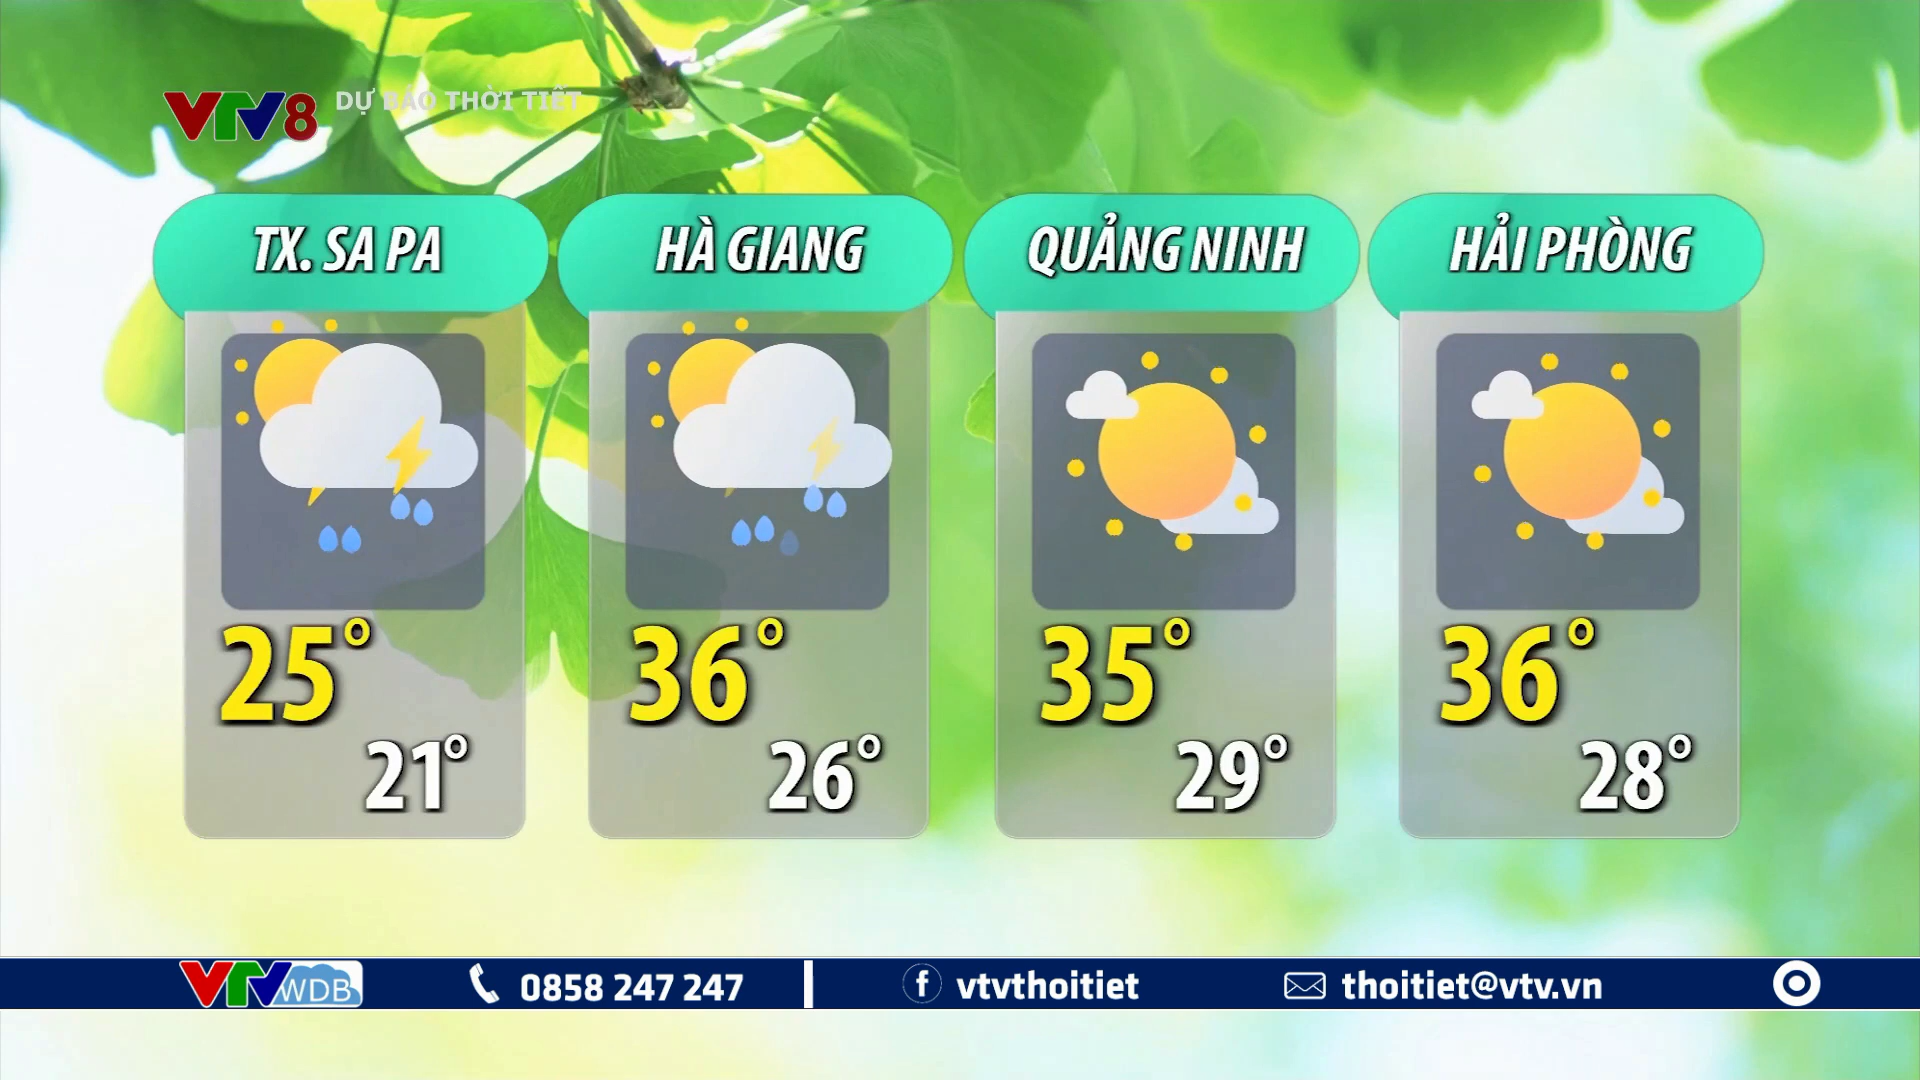 VTV8 DỰ BÁO THỜI TIẾT
TX. SA PA
25°
21°
HÀ GIANG
36°
26°
QUẢNG NINH
35°
29°
HẢI PHÒNG
36°
28°
VTV WDB 0858 247 247 vtvthoitiet thoitiet@vtv.vn